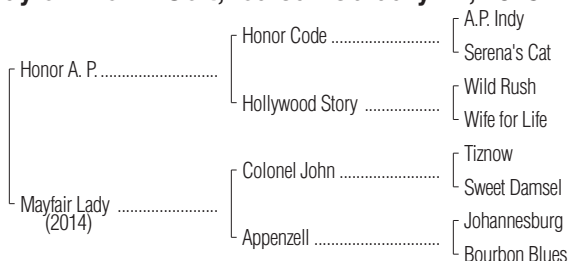 A.P. Indy
Honor Code
Serena's Cat
Honor A. P.
Wild Rush
Hollywood Story
Wife for Life
Tiznow
Colonel John
Sweet Damsel
Mayfair Lady
(2014)
Johannesburg
Appenzell
Bourbon Blues